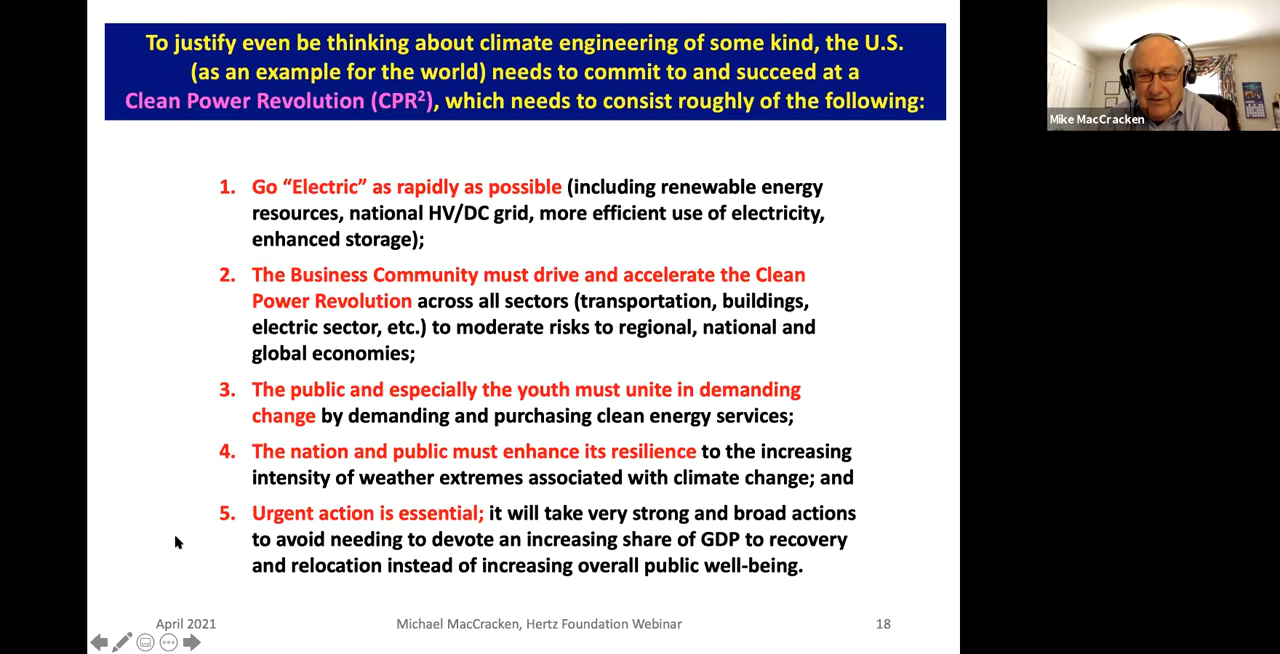 To justify even be thinking about climate engineering of some kind, the U.S.
(as an example for the world) needs to commit to and succeed at a
Clean Power Revolution (CPR²), which needs to consist roughly of the following:
Mike MacCracken
1. Go “Electric” as rapidly as possible (including renewable energy
resources, national HV/DC grid, more efficient use of electricity,
enhanced storage);
2. The Business Community must drive and accelerate the Clean
Power Revolution across all sectors (transportation, buildings,
electric sector, etc.) to moderate risks to regional, national and
global economies;
3. The public and especially the youth must unite in demanding
change by demanding and purchasing clean energy services;
4. The nation and public must enhance its resilience to the increasing
intensity of weather extremes associated with climate change; and
5. Urgent action is essential; it will take very strong and broad actions
to avoid needing to devote an increasing share of GDP to recovery
and relocation instead of increasing overall public well-being.
April 2021
Michael MacCracken, Hertz Foundation Webinar
18